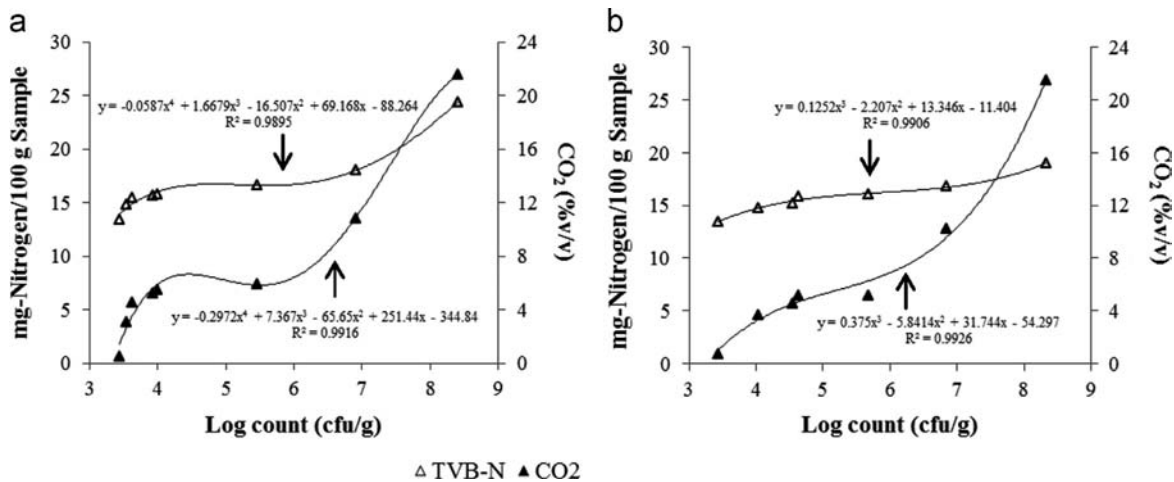 a
30
25
20
15
10
5
0
mg-Nitrogen/100 g Sample
24
20
16
12
8
4
0
CO₂ (%v/v)
y = -0.0587x⁴ + 1.6679x³ - 16.507x² + 69.168x - 88.264
R² = 0.9895
y = -0.2972x⁴ + 7.367x³ - 65.65x² + 251.44x - 344.84
R² = 0.9916
3 4 5 6 7 8 9
Log count (cfu/g)
b
30
25
20
15
10
5
0
mg-Nitrogen/100 g Sample
24
20
16
12
8
4
0
CO₂ (%v/v)
y = 0.1252x³ - 2.207x² + 13.346x - 11.404
R² = 0.9906
y = 0.375x³ - 5.8414x² + 31.744x - 54.297
R² = 0.9926
3 4 5 6 7 8 9
Log count (cfu/g)
△ TVB-N ▲ CO2